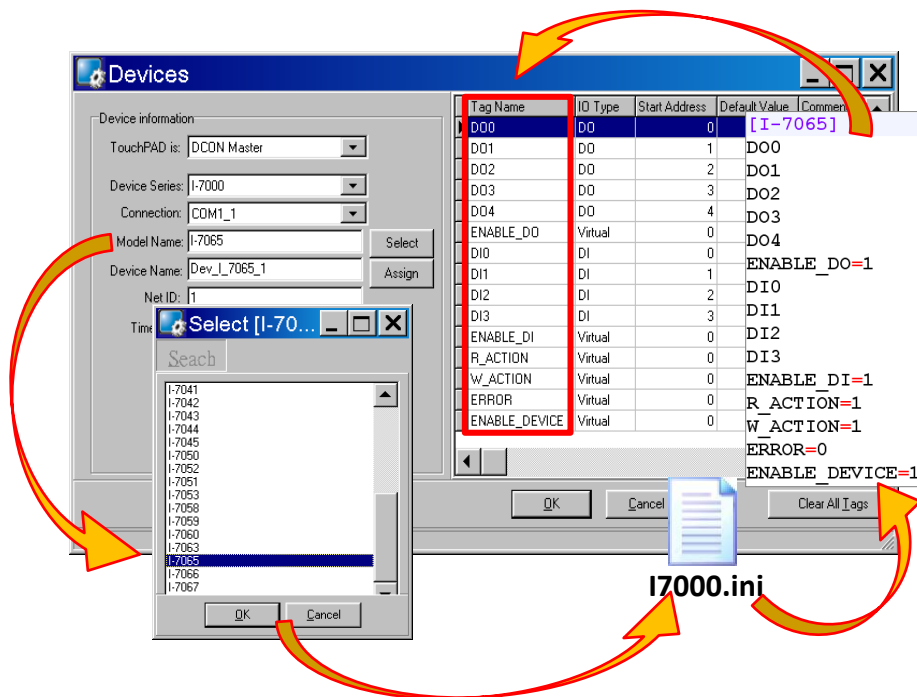 Devices
Device information
TouchPAD is: DCON Master
Device Series: I-7000
Connection: COM1_1
Model Name: I-7065 Select
Device Name: Dev_I_7065_1 Assign
Net ID: 1
Time
Select [I-70...
Seach
I-7041
I-7042
I-7043
I-7044
I-7045
I-7050
I-7052
I-7051
I-7053
I-7058
I-7059
I-7060
I-7063
I-7065
I-7066
I-7067
OK Cancel
Tag Name IO Type Start Address Default Value Commen
DO0 DO 0
DO1 DO 1
DO2 DO 2
DO3 DO 3
DO4 DO 4
ENABLE_DO Virtual 0
DI0 DI 0
DI1 DI 1
DI2 DI 2
DI3 DI 3
ENABLE_DI Virtual 0
R_ACTION Virtual 0
W_ACTION Virtual 0
ERROR Virtual 0
ENABLE_DEVICE Virtual 0
[I-7065]
DO0
DO1
DO2
DO3
DO4
ENABLE_DO=1
DI0
DI1
DI2
DI3
ENABLE_DI=1
R_ACTION=1
W_ACTION=1
ERROR=0
ENABLE_DEVICE=1
OK Cancel Clear All Tags
I7000.ini